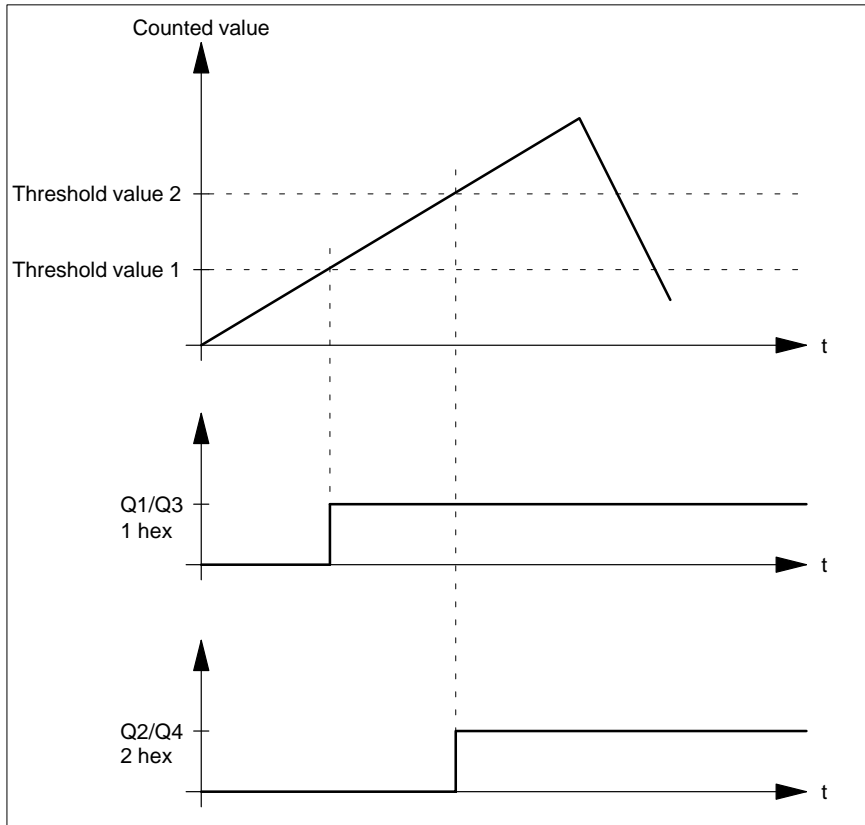 Counted value
Threshold value 2
Threshold value 1
t
Q1/Q3
1 hex
t
Q2/Q4
2 hex
t